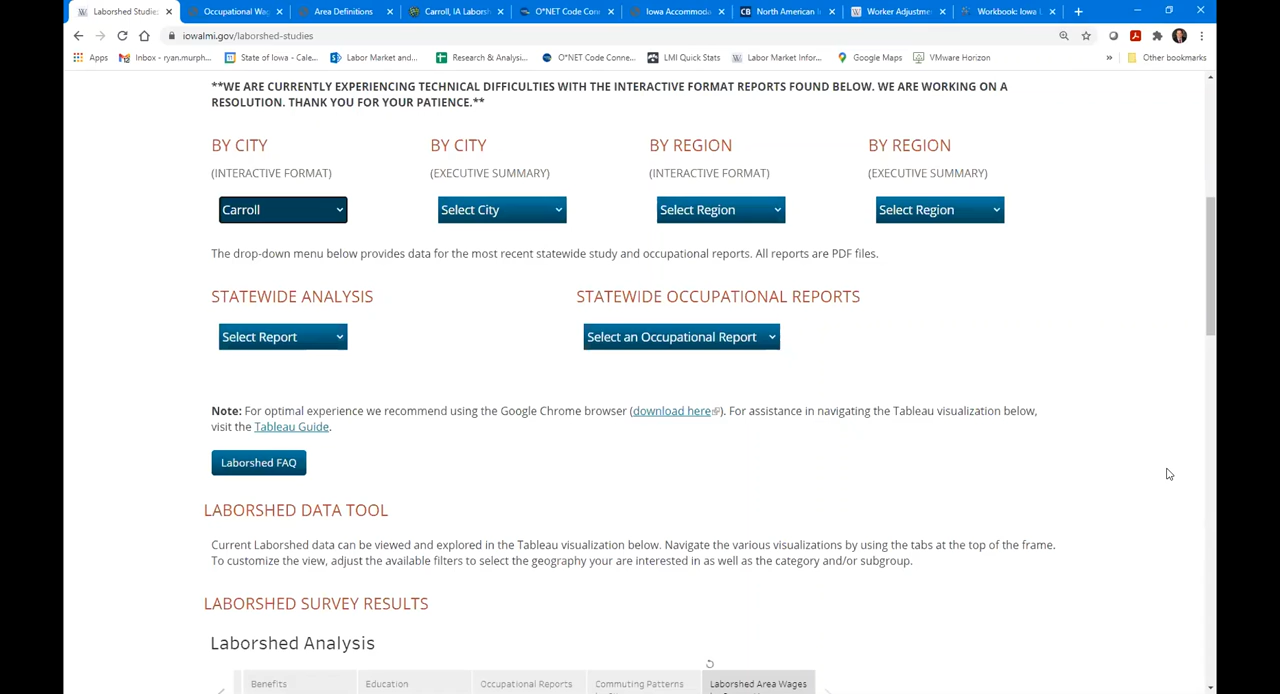 Laborshed Studie:
Occupational Wag
Area Definitions
Carroll, IA Laborsh
O*NET Code Conn
Iowa Accommoda
North American I
Worker Adjustme
Workbook: Iowa L
iowalmi.gov/laborshed-studies
Apps
Inbox - ryan.murph...
State of Iowa - Cale...
Labor Market and...
Research & Analysi...
O*NET Code Conne...
LMI Quick Stats
Labor Market Infor...
Google Maps
VMware Horizon
»
Other bookmarks
**WE ARE CURRENTLY EXPERIENCING TECHNICAL DIFFICULTIES WITH THE INTERACTIVE FORMAT REPORTS FOUND BELOW. WE ARE WORKING ON A
RESOLUTION. THANK YOU FOR YOUR PATIENCE.**
BY CITY
BY CITY
BY REGION
BY REGION
(INTERACTIVE FORMAT)
(EXECUTIVE SUMMARY)
(INTERACTIVE FORMAT)
(EXECUTIVE SUMMARY)
Carroll
Select City
Select Region
Select Region
The drop-down menu below provides data for the most recent statewide study and occupational reports. All reports are PDF files.
STATEWIDE ANALYSIS
STATEWIDE OCCUPATIONAL REPORTS
Select Report
Select an Occupational Report
Note: For optimal experience we recommend using the Google Chrome browser (download here). For assistance in navigating the Tableau visualization below,
visit the Tableau Guide.
Laborshed FAQ
LABORSHED DATA TOOL
Current Laborshed data can be viewed and explored in the Tableau visualization below. Navigate the various visualizations by using the tabs at the top of the frame.
To customize the view, adjust the available filters to select the geography your are interested in as well as the category and/or subgroup.
LABORSHED SURVEY RESULTS
Laborshed Analysis
Benefits
Education
Occupational Reports
Commuting Patterns
Laborshed Area Wages